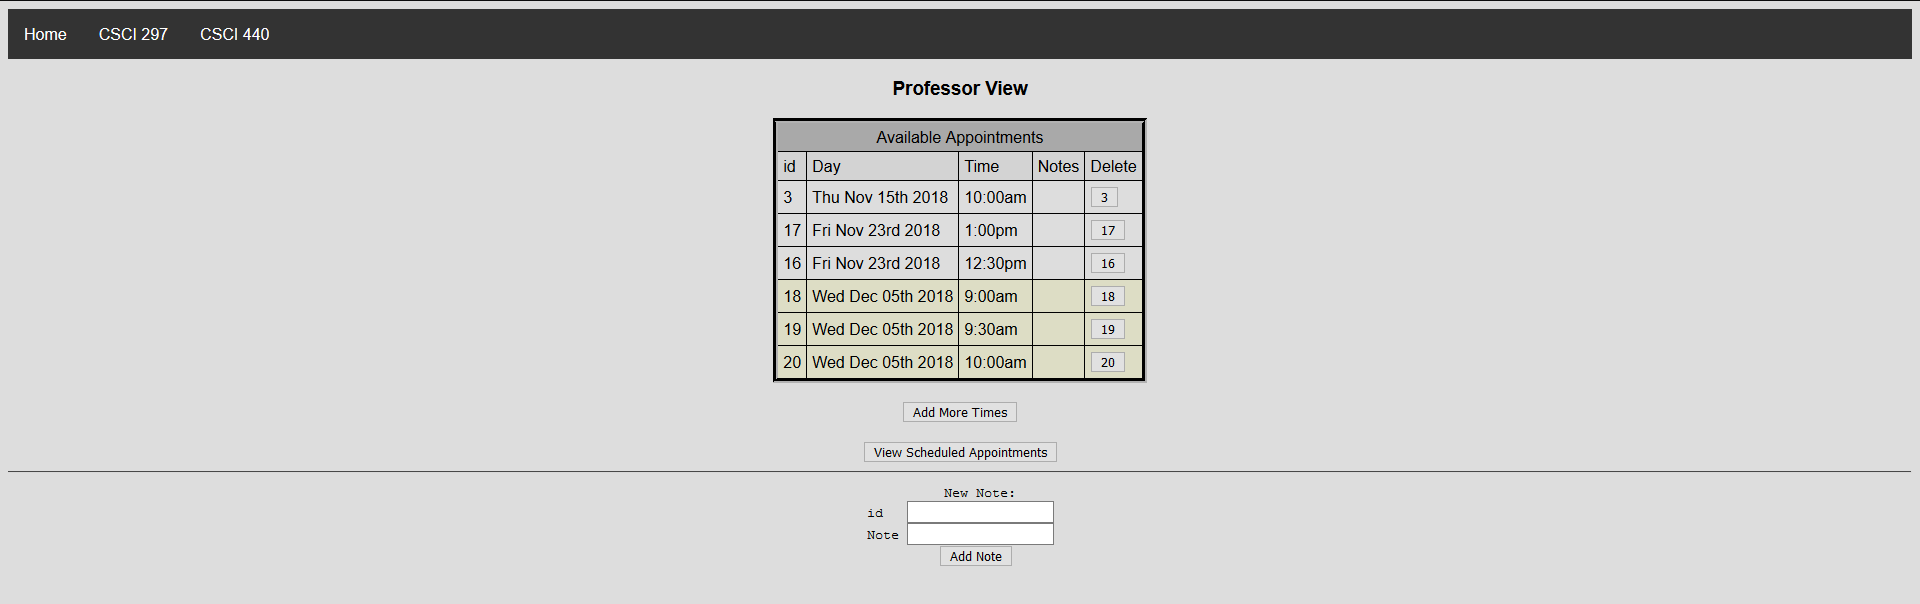 Home CSCI 297 CSCI 440
Professor View
Available Appointments
id Day Time Notes Delete
3 Thu Nov 15th 2018 10:00am 3
17 Fri Nov 23rd 2018 1:00pm 17
16 Fri Nov 23rd 2018 12:30pm 16
18 Wed Dec 05th 2018 9:00am 18
19 Wed Dec 05th 2018 9:30am 19
20 Wed Dec 05th 2018 10:00am 20
Add More Times
View Scheduled Appointments
New Note:
id
Note
Add Note